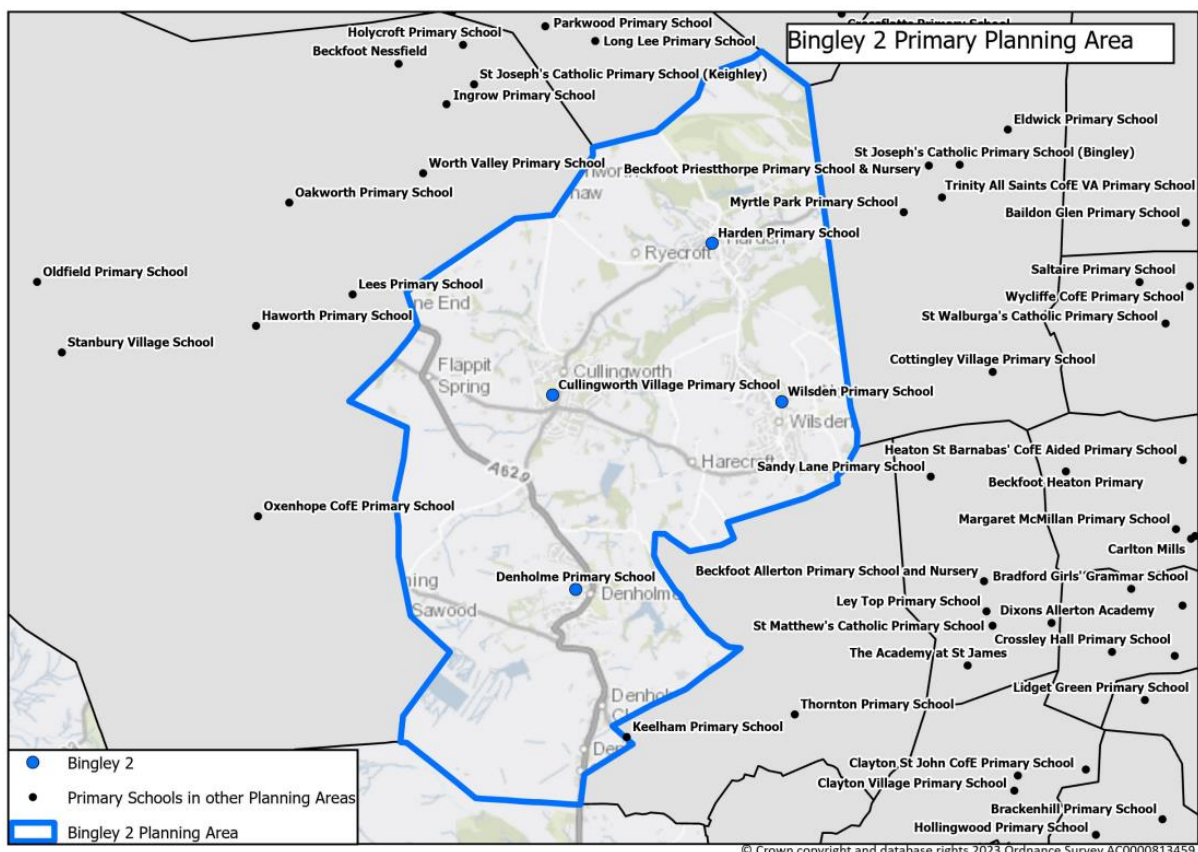 Parkwood Primary School
Bingley 2 Primary Planning Area
Holycroft Primary School
Long Lee Primary School
Beckfoot Nessfield
St Joseph's Catholic Primary School (Keighley)
Ingrow Primary School
Eldwick Primary School
St Joseph's Catholic Primary School (Bingley)
Worth Valley Primary School
Beckfoot Priestthorpe Primary School & Nursery
Oakworth Primary School
Trinity All Saints CofE VA Primary School
Myrtle Park Primary School
Baildon Glen Primary School
Harden Primary School
Ryecroft
Oldfield Primary School
Saltaire Primary School
Lees Primary School
Wycliffe CofE Primary School
Haworth Primary School
St Walburga's Catholic Primary School
Stanbury Village School
Cottingley Village Primary School
Flappit
Spring
Cullingworth
Cullingworth Village Primary School
Wilsden Primary School
Wilsden
Heaton St Barnabas' CofE Aided Primary School
Harecroft
Sandy Lane Primary School
A629
Beckfoot Heaton Primary
Oxenhope CofE Primary School
Margaret McMillan Primary School
Carlton Mills
Beckfoot Allerton Primary School and Nursery
Bradford Girls' Grammar School
Denholme Primary School
Denholme
Sawood
Ley Top Primary School
Dixons Allerton Academy
St Matthew's Catholic Primary School
Crossley Hall Primary School
The Academy at St James
Lidget Green Primary School
Thornton Primary School
Keelham Primary School
Bingley 2
Clayton St John CofE Primary School
Clayton Village Primary School
Primary Schools in other Planning Areas
Brackenhill Primary School
Bingley 2 Planning Area
Hollingwood Primary School
© Crown copyright and database rights 2023 Ordnance Survey AC0000813459